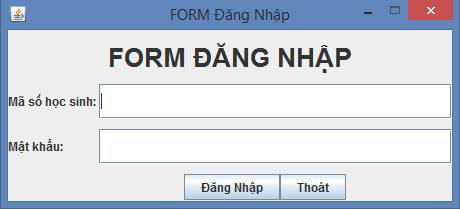 FORM Đăng Nhập
FORM ĐĂNG NHẬP
Mã số học sinh:
Mật khẩu:
Đăng Nhập Thoát